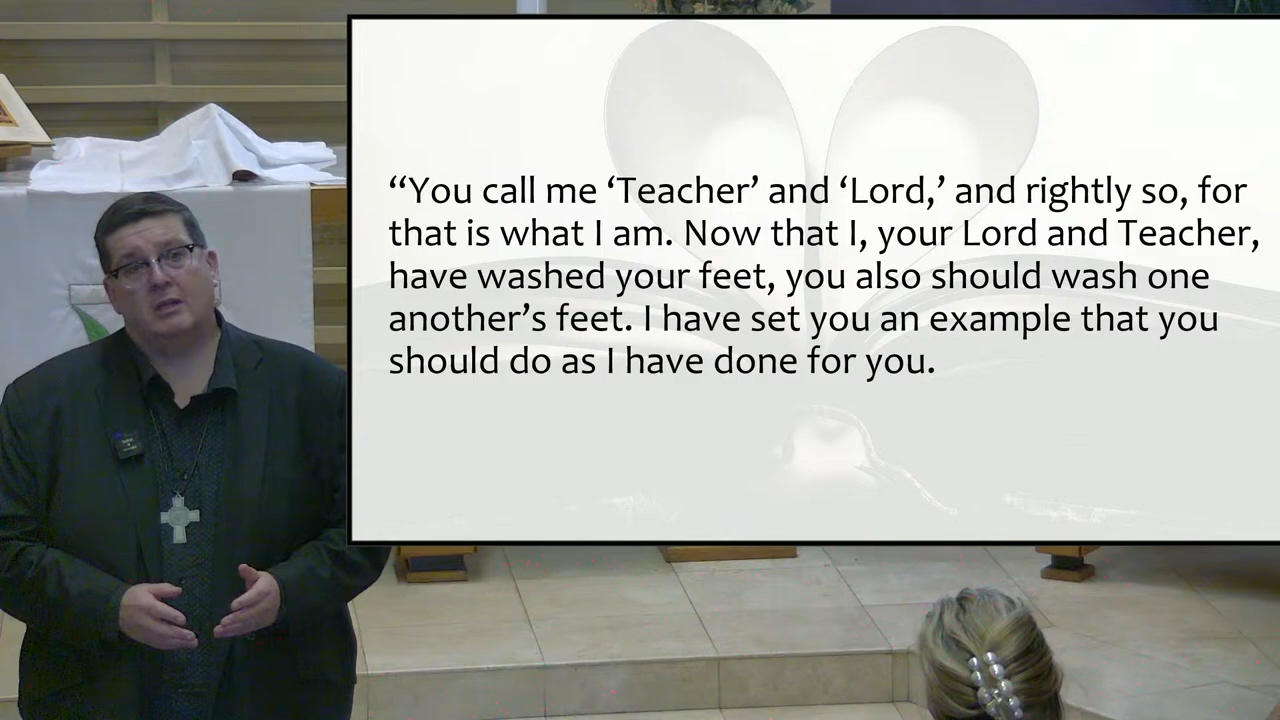 “You call me ‘Teacher’ and ‘Lord,’ and rightly so, for
that is what I am. Now that I, your Lord and Teacher,
have washed your feet, you also should wash one
another’s feet. I have set you an example that you
should do as I have done for you.